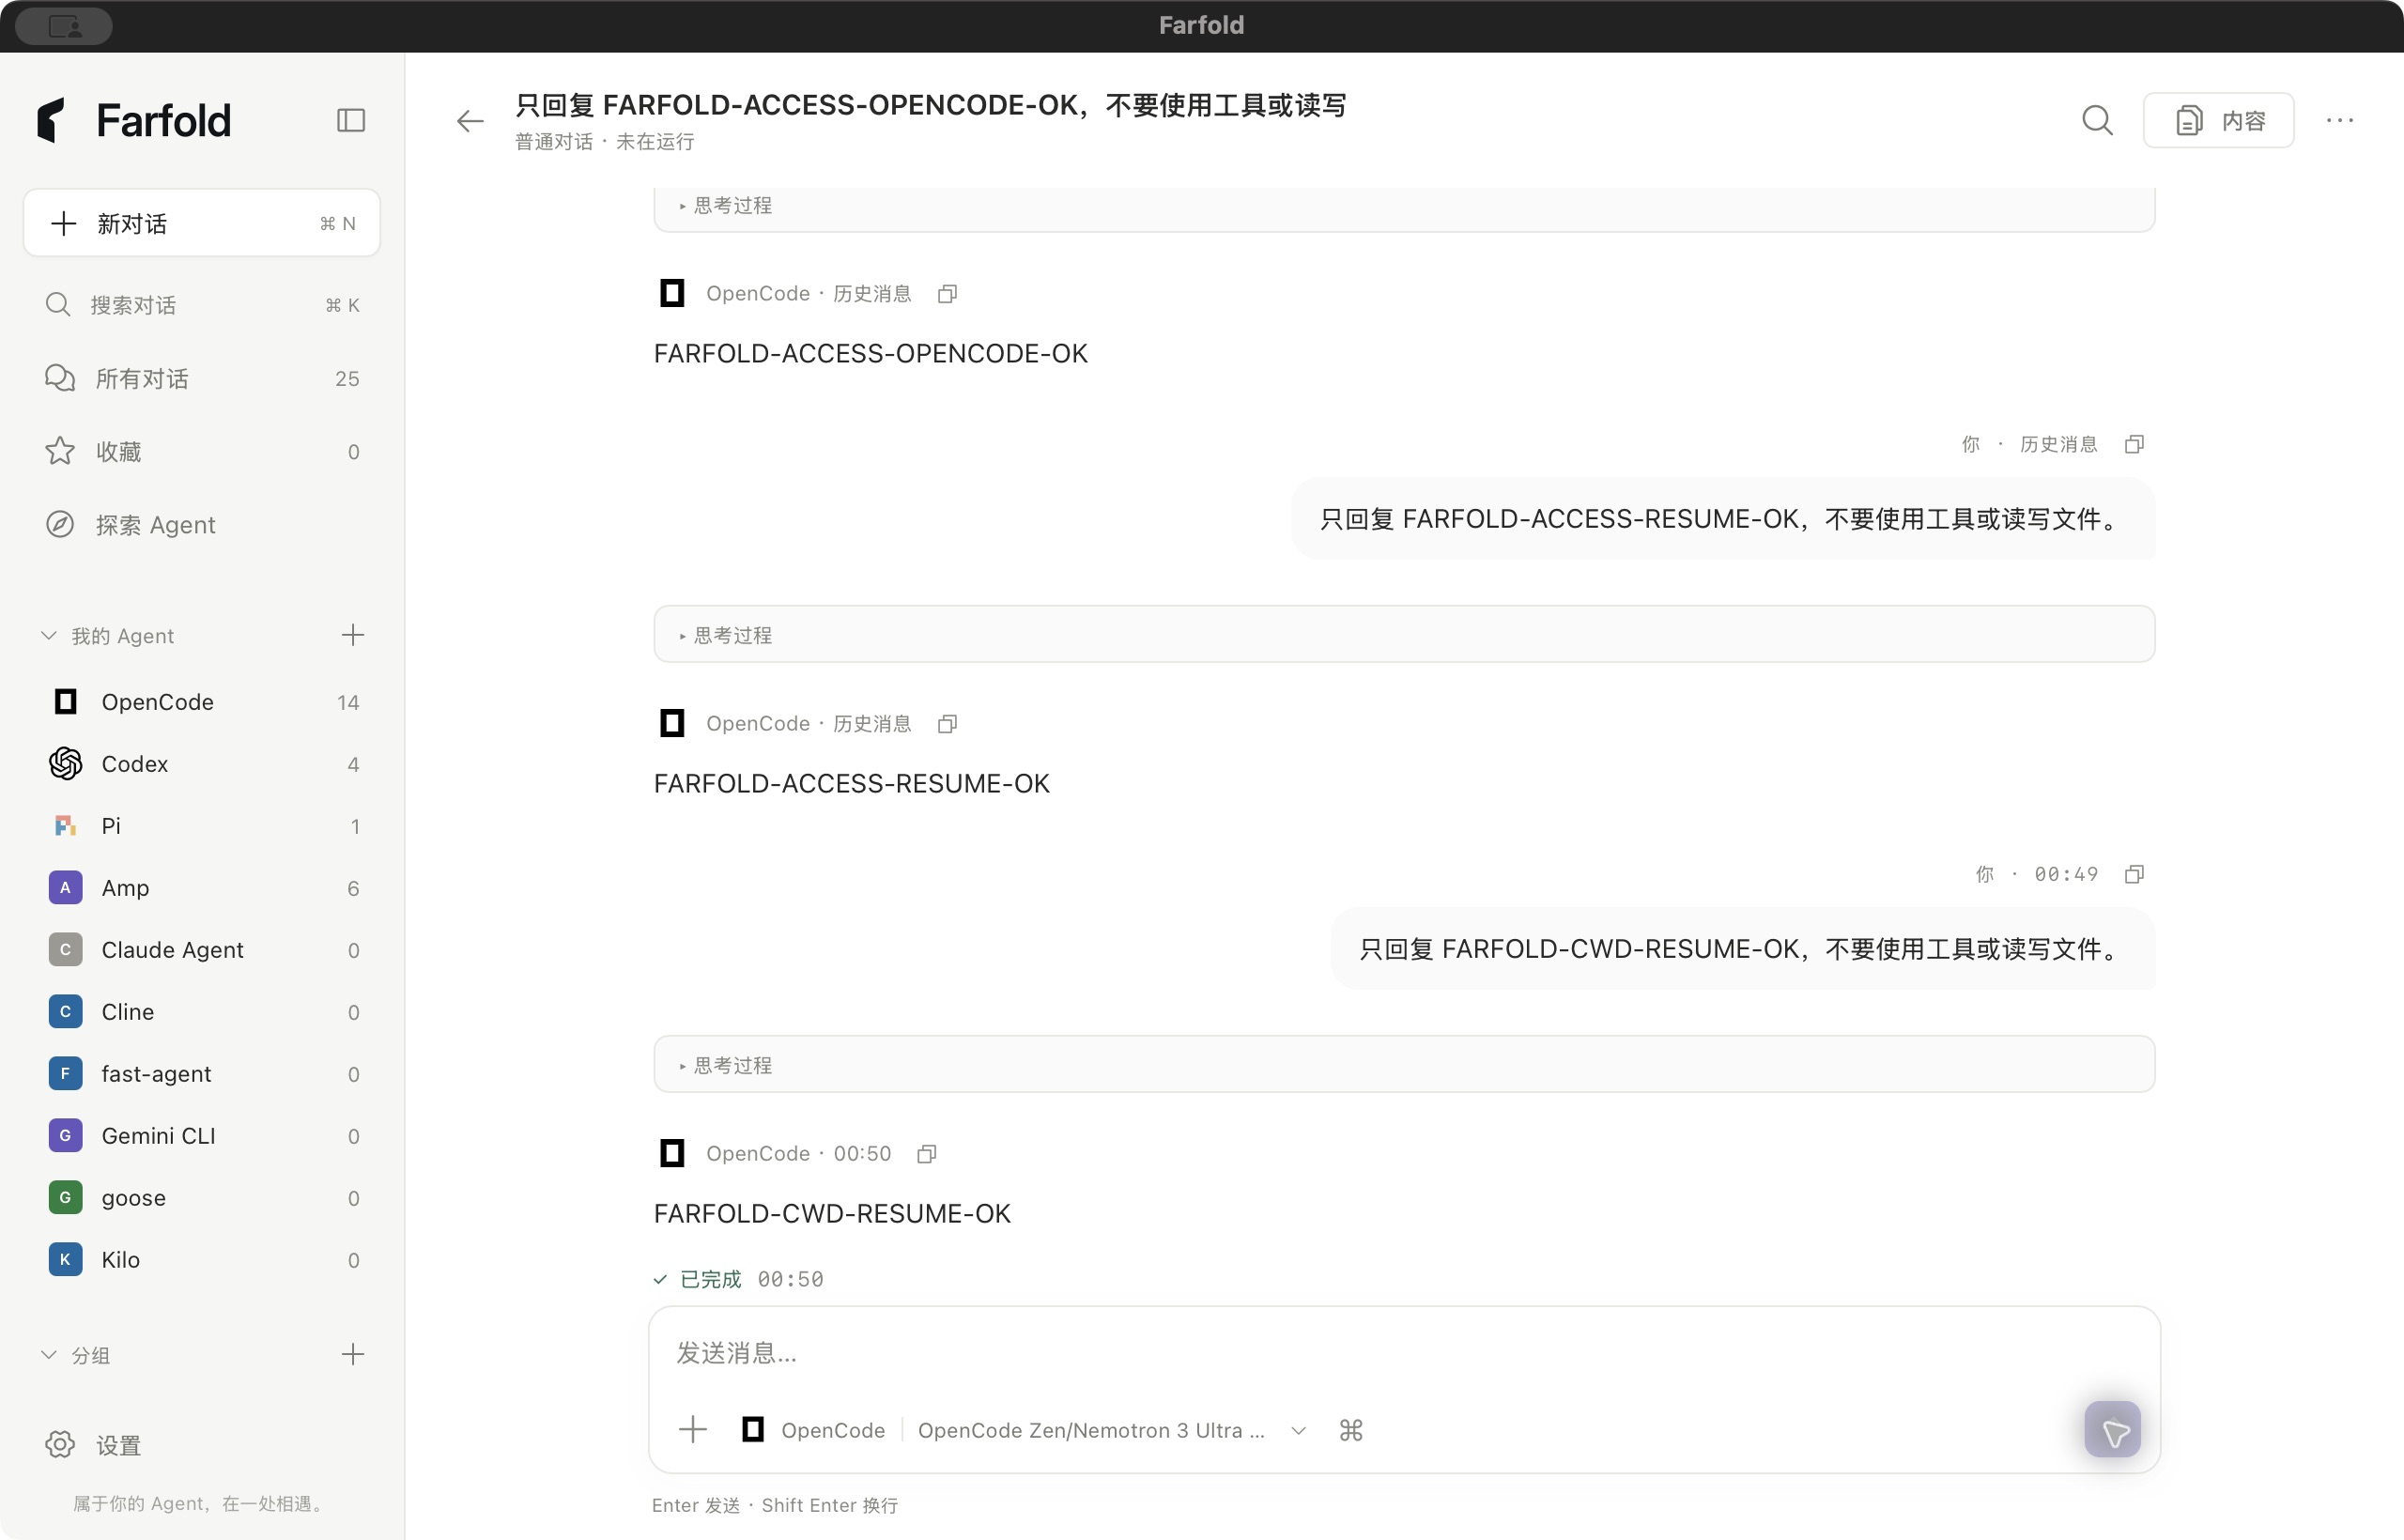 Farfold
Farfold
新对话 ⌘ N
搜索对话 ⌘ K
所有对话 25
收藏 0
探索 Agent
我的 Agent
OpenCode 14
Codex 4
Pi 1
A Amp 6
C Claude Agent 0
C Cline 0
F fast-agent 0
G Gemini CLI 0
G goose 0
K Kilo 0
分组
设置
属于你的 Agent，在一处相遇。
只回复 FARFOLD-ACCESS-OPENCODE-OK，不要使用工具或读写
普通对话 · 未在运行
内容
思考过程
OpenCode · 历史消息
FARFOLD-ACCESS-OPENCODE-OK
你 · 历史消息
只回复 FARFOLD-ACCESS-RESUME-OK，不要使用工具或读写文件。
思考过程
OpenCode · 历史消息
FARFOLD-ACCESS-RESUME-OK
你 · 00:49
只回复 FARFOLD-CWD-RESUME-OK，不要使用工具或读写文件。
思考过程
OpenCode · 00:50
FARFOLD-CWD-RESUME-OK
已完成 00:50
发送消息...
OpenCode OpenCode Zen/Nemotron 3 Ultra ... ⌘
Enter 发送 · Shift Enter 换行